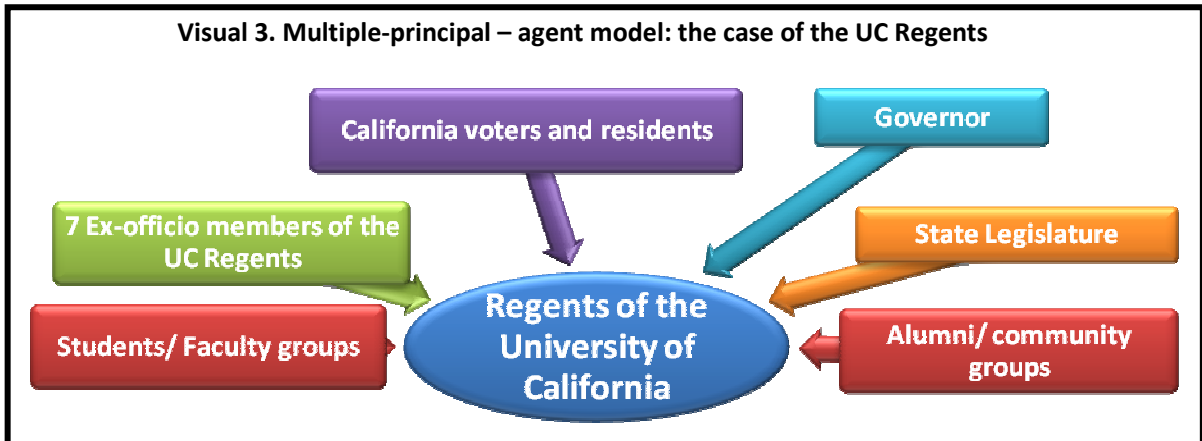 Visual 3. Multiple-principal – agent model: the case of the UC Regents
California voters and residents
Governor
7 Ex-officio members of the
UC Regents
State Legislature
Students/ Faculty groups
Regents of the
University of
California
Alumni/ community
groups